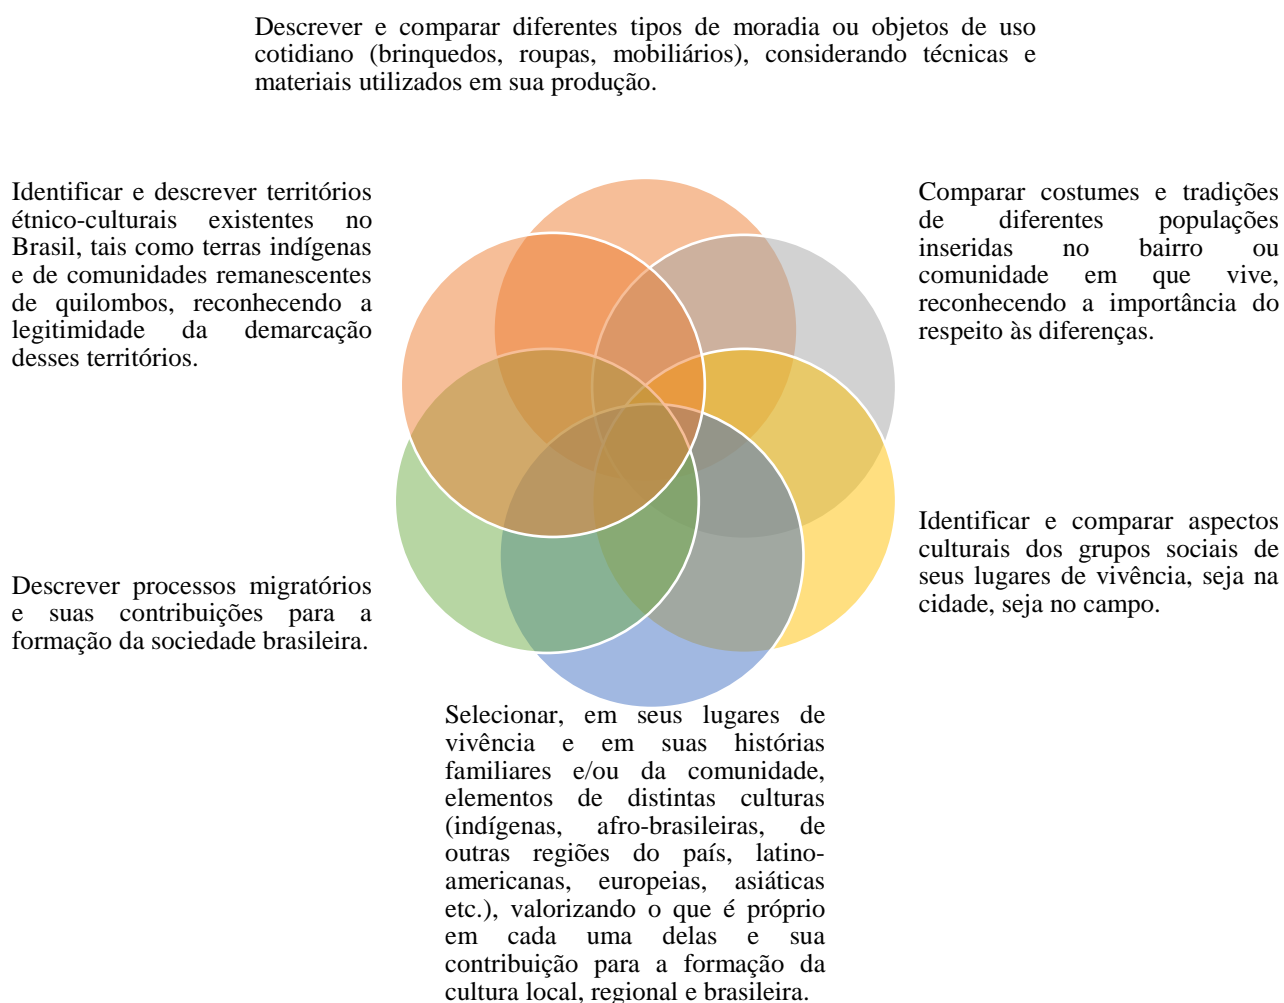 Descrever e comparar diferentes tipos de moradia ou objetos de uso
cotidiano (brinquedos, roupas, mobiliários), considerando técnicas e
materiais utilizados em sua produção.
Identificar e descrever territórios
étnico-culturais existentes no
Brasil, tais como terras indígenas
e de comunidades remanescentes
de quilombos, reconhecendo a
legitimidade da demarcação
desses territórios.
Comparar costumes e tradições
de diferentes populações
inseridas no bairro ou
comunidade em que vive,
reconhecendo a importância do
respeito às diferenças.
Identificar e comparar aspectos
culturais dos grupos sociais de
seus lugares de vivência, seja na
cidade, seja no campo.
Descrever processos migratórios
e suas contribuições para a
formação da sociedade brasileira.
Selecionar, em seus lugares de
vivência e em suas histórias
familiares e/ou da comunidade,
elementos de distintas culturas
(indígenas, afro-brasileiras, de
outras regiões do país, latino-
americanas, europeias, asiáticas
etc.), valorizando o que é próprio
em cada uma delas e sua
contribuição para a formação da
cultura local, regional e brasileira.